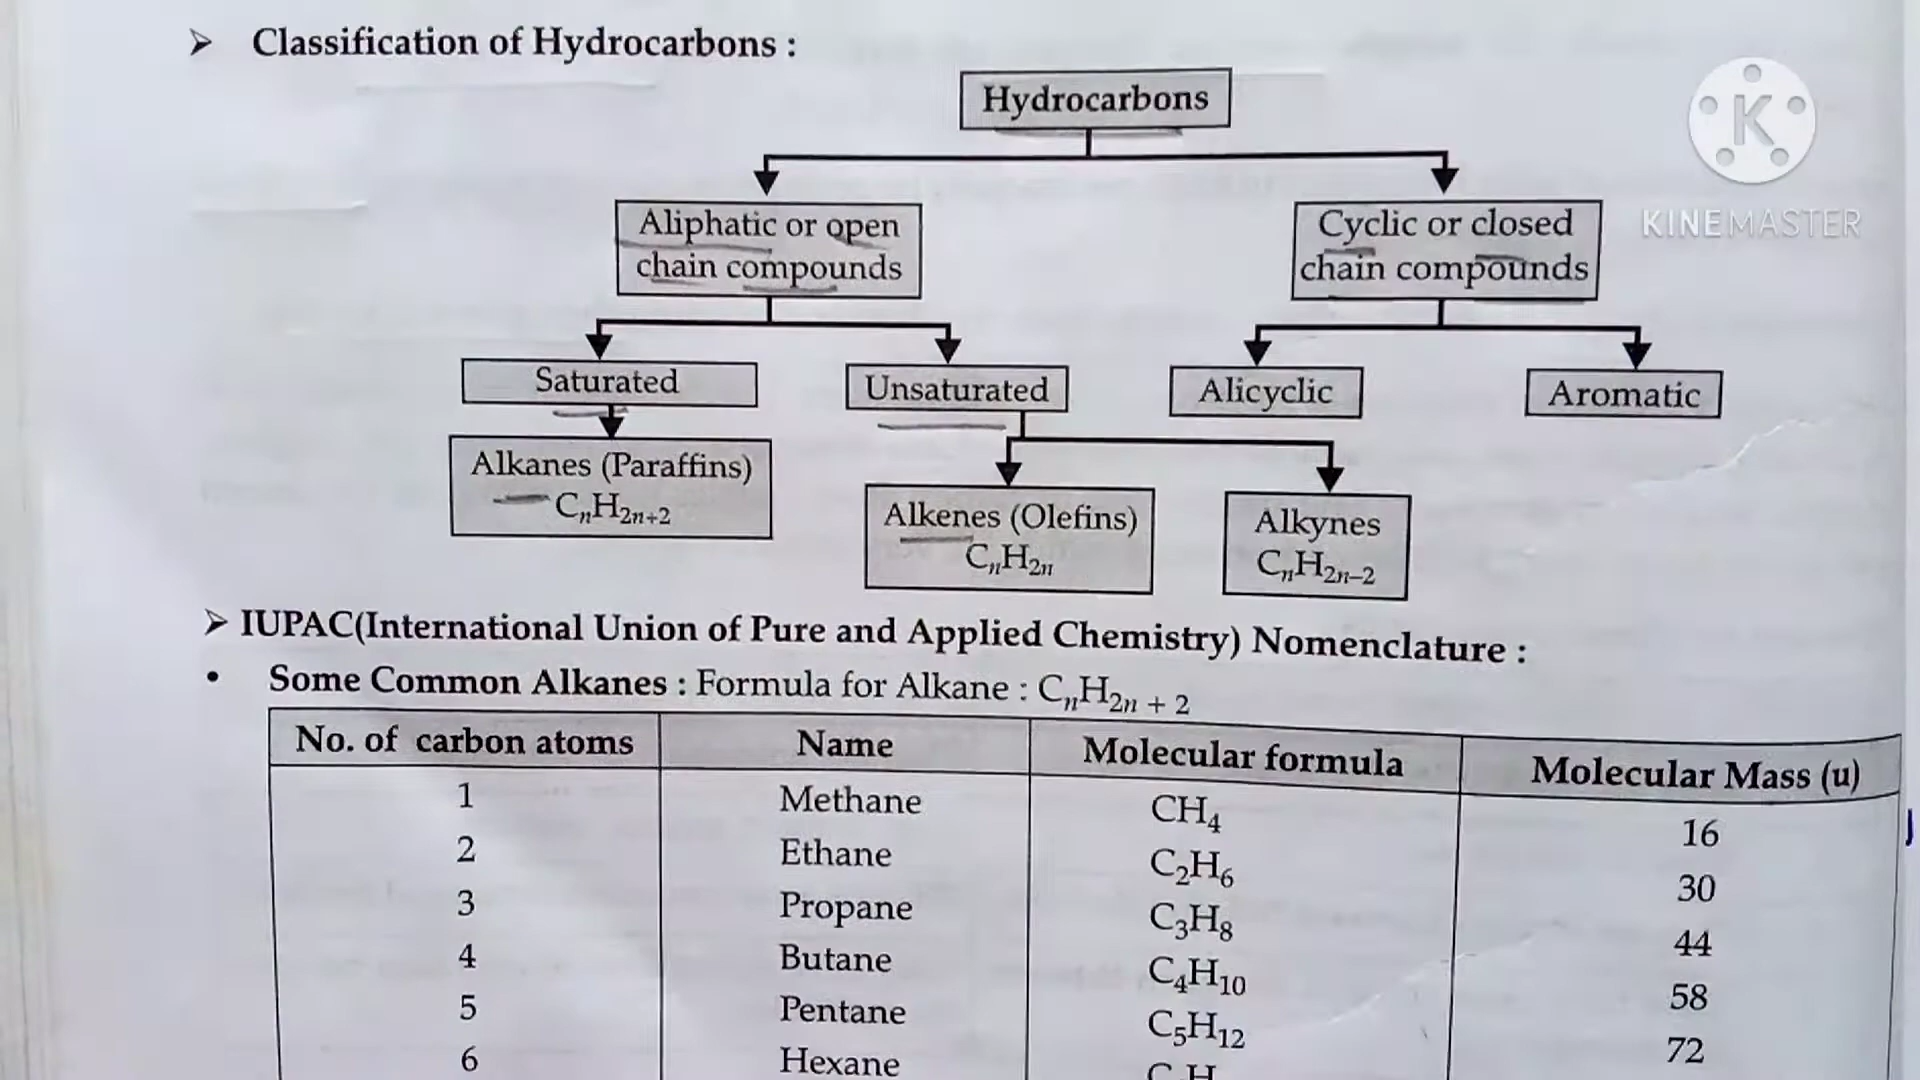 ➢ Classification of Hydrocarbons :
Hydrocarbons
K
KINEMASTER
Aliphatic or open
chain compounds
Cyclic or closed
chain compounds
Saturated
Unsaturated
Alicyclic
Aromatic
Alkanes (Paraffins)
CₙH₂ₙ₊₂
Alkenes (Olefins)
CₙH₂ₙ
Alkynes
CₙH₂ₙ₋₂
➢ IUPAC(International Union of Pure and Applied Chemistry) Nomenclature :
• Some Common Alkanes : Formula for Alkane : CₙH₂ₙ ₊ ₂
No. of carbon atoms Name Molecular formula Molecular Mass (u)
1 Methane CH₄ 16
2 Ethane C₂H₆ 30
3 Propane C₃H₈ 44
4 Butane C₄H₁₀ 58
5 Pentane C₅H₁₂ 72
6 Hexane